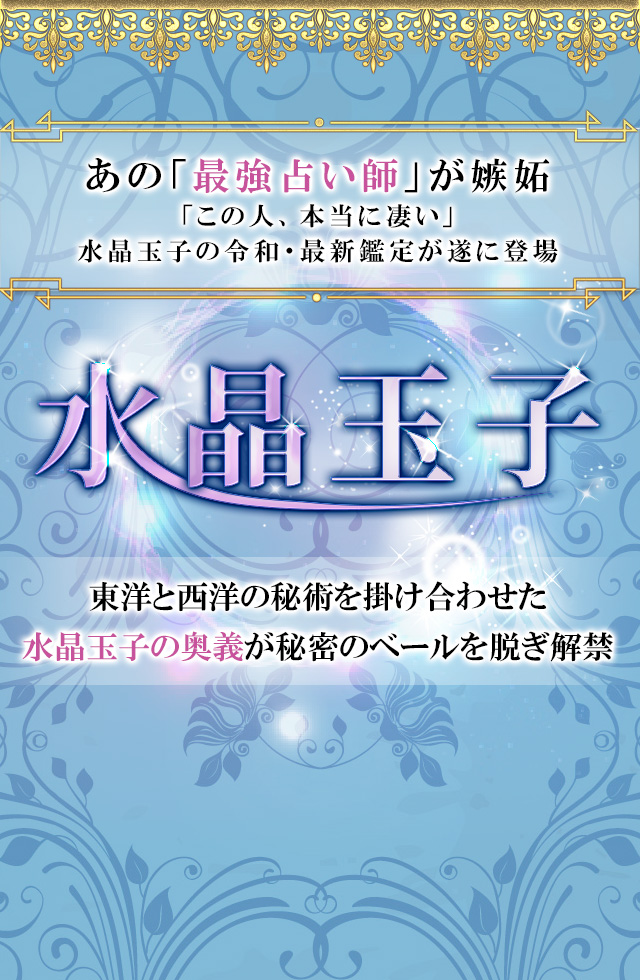 あの「最強占い師」が嫉妬
「この人、本当に凄い」
水晶玉子の令和・最新鑑定が遂に登場
水晶玉子
東洋と西洋の秘術を掛け合わせた
水晶玉子の奥義が秘密のベールを脱ぎ解禁